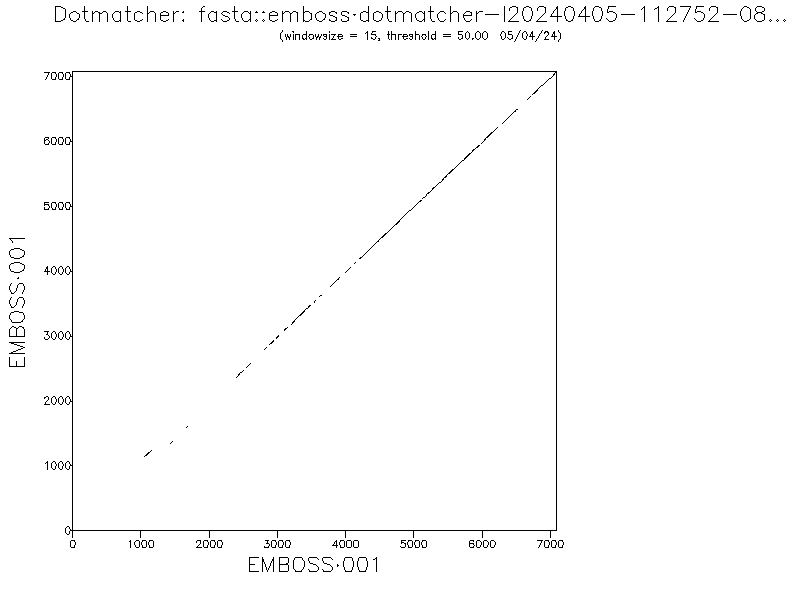 Dotmatcher: fasta::emboss·dotmatcher-I20240405-112752-08...
(windowsize = 15, threshold = 50.00  05/04/24)
7000
6000
5000
4000
3000
2000
1000
0
EMBOSS·001
0 1000 2000 3000 4000 5000 6000 7000
EMBOSS·001